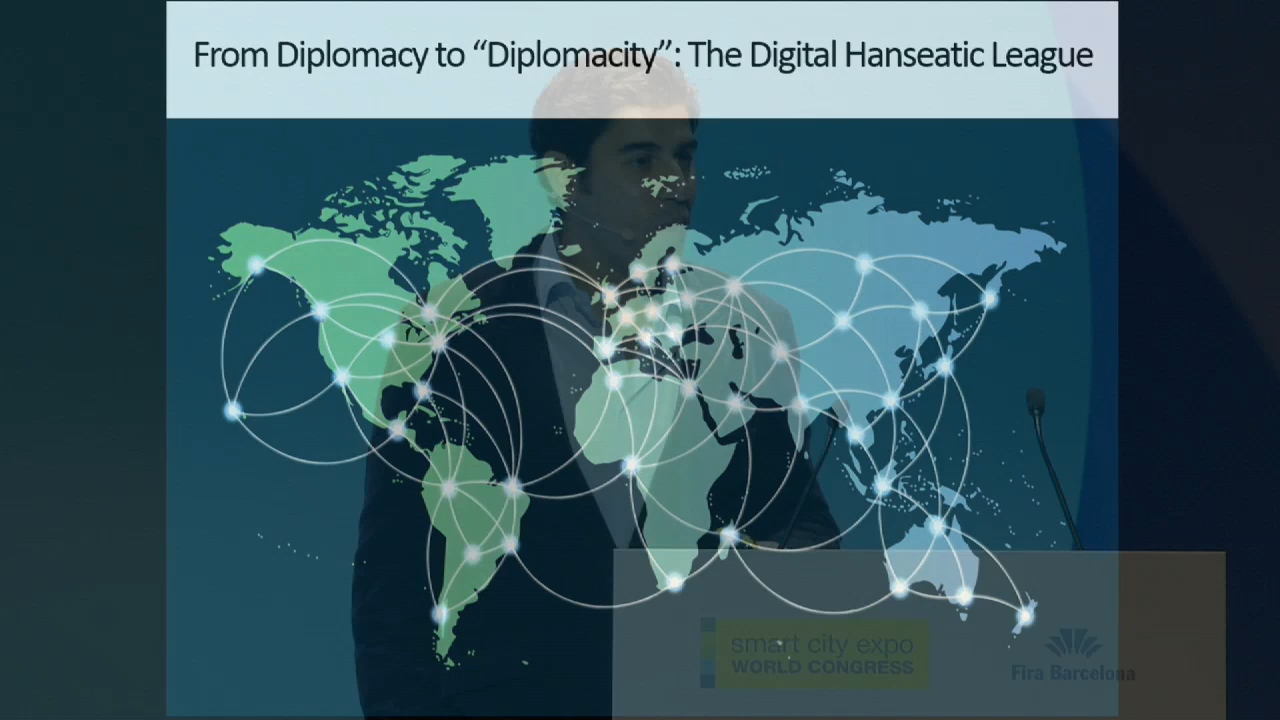 From Diplomacy to “Diplomacity”: The Digital Hanseatic League
smart city expo
WORLD CONGRESS
Fira Barcelona